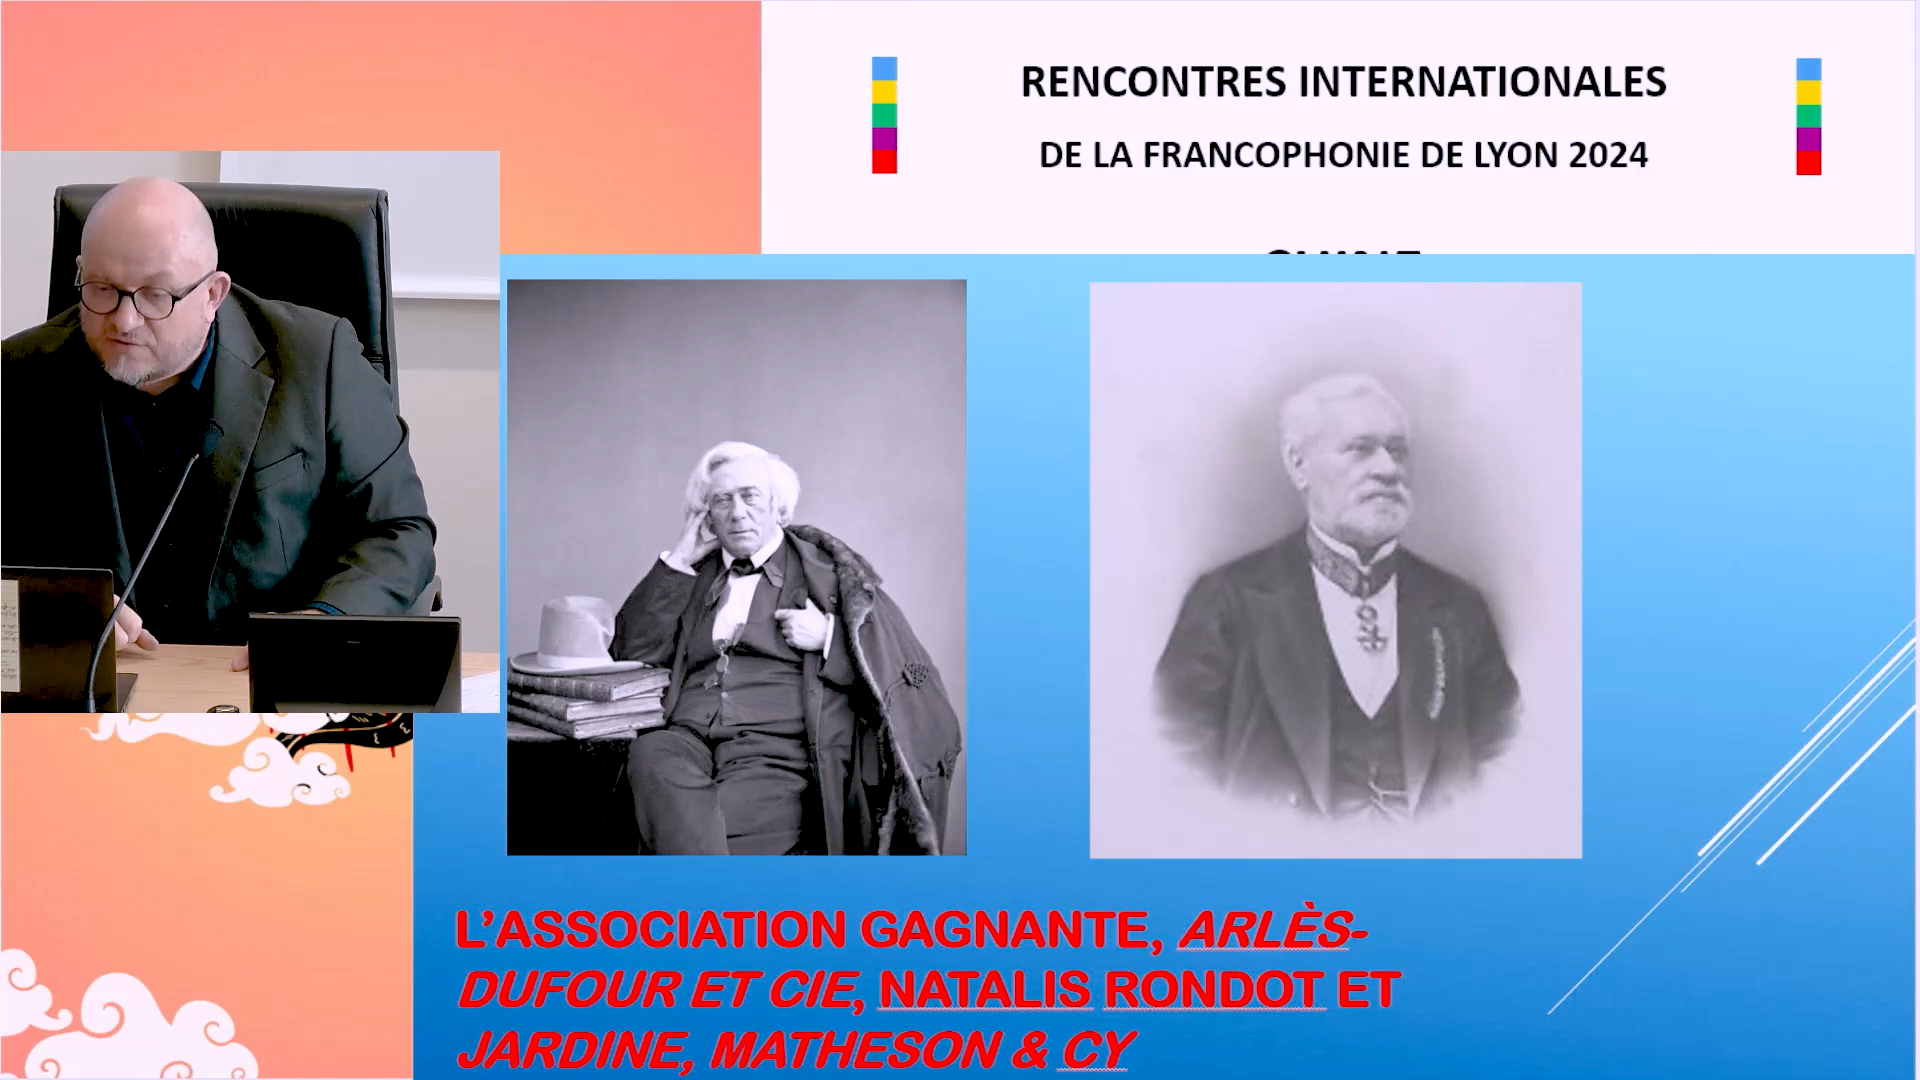 RENCONTRES INTERNATIONALES
DE LA FRANCOPHONIE DE LYON 2024
L'ASSOCIATION GAGNANTE, ARLÈS-
DUFOUR ET CIE, NATALIS RONDOT ET
JARDINE, MATHESON & CY